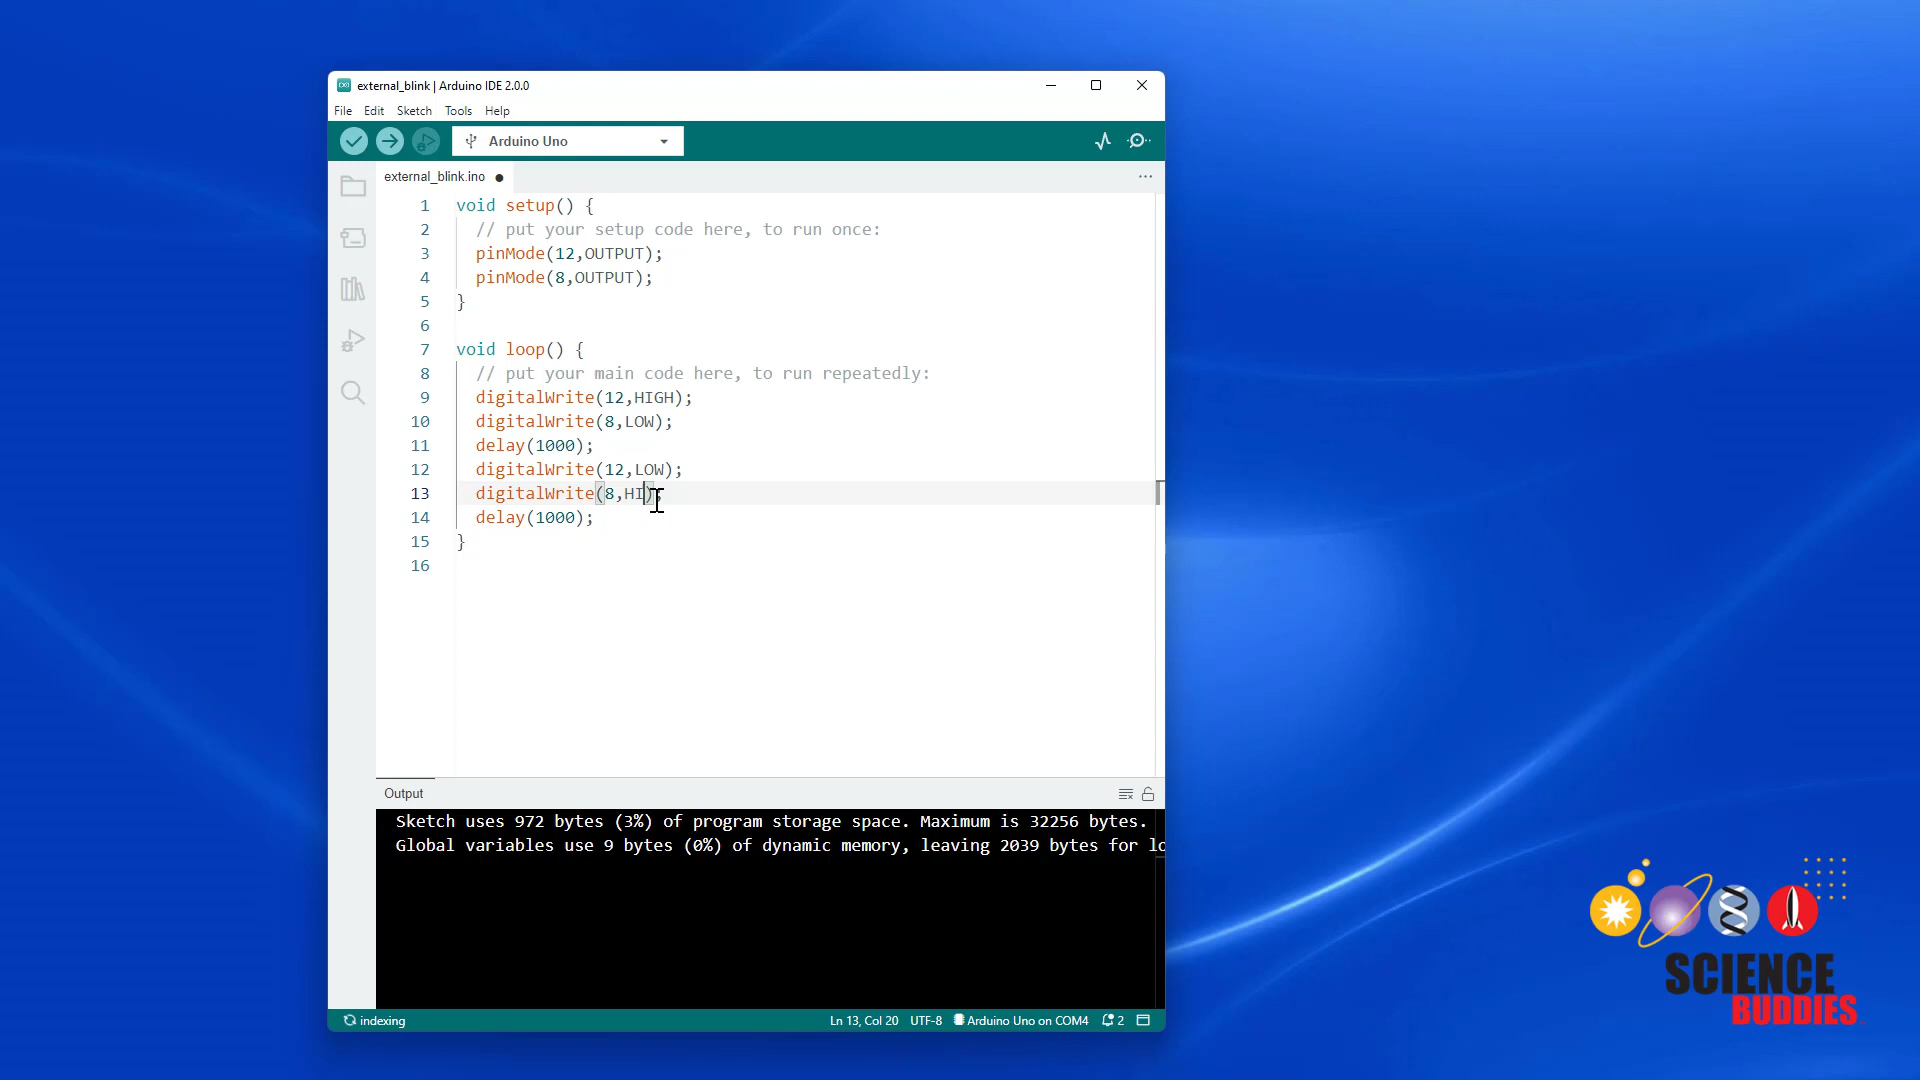 external_blink | Arduino IDE 2.0.0
File Edit Sketch Tools Help
Arduino Uno
external_blink.ino
1 void setup() {
2 // put your setup code here, to run once:
3 pinMode(12,OUTPUT);
4 pinMode(8,OUTPUT);
5 }
6
7 void loop() {
8 // put your main code here, to run repeatedly:
9 digitalWrite(12,HIGH);
10 digitalWrite(8,LOW);
11 delay(1000);
12 digitalWrite(12,LOW);
13 digitalWrite(8,HI);
14 delay(1000);
15 }
16
Output
Sketch uses 972 bytes (3%) of program storage space. Maximum is 32256 bytes.
Global variables use 9 bytes (0%) of dynamic memory, leaving 2039 bytes for lo
indexing Ln 13, Col 20 UTF-8 Arduino Uno on COM4 2
SCIENCE
BUDDIES